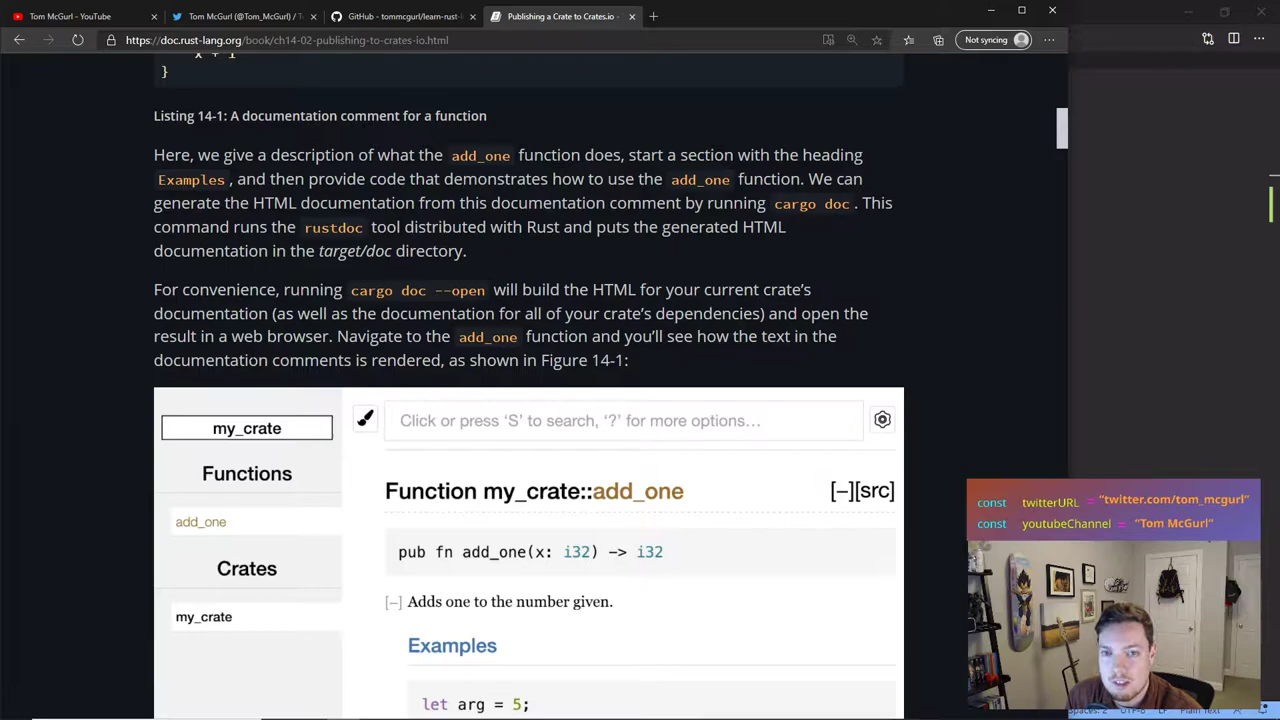 Tom McGurl - YouTube
Tom McGurl (@Tom_McGurl) / T
GitHub - tommcgurl/learn-rust-l
Publishing a Crate to Crates.io -
https://doc.rust-lang.org/book/ch14-02-publishing-to-crates-io.html
Not syncing
}
Listing 14-1: A documentation comment for a function
Here, we give a description of what the add_one function does, start a section with the heading
Examples, and then provide code that demonstrates how to use the add_one function. We can
generate the HTML documentation from this documentation comment by running cargo doc. This
command runs the rustdoc tool distributed with Rust and puts the generated HTML
documentation in the target/doc directory.
For convenience, running cargo doc --open will build the HTML for your current crate's
documentation (as well as the documentation for all of your crate's dependencies) and open the
result in a web browser. Navigate to the add_one function and you'll see how the text in the
documentation comments is rendered, as shown in Figure 14-1:
my_crate
Click or press 'S' to search, '?' for more options…
Functions
Function my_crate::add_one
[−][src]
add_one
pub fn add_one(x: i32) -> i32
Crates
[−] Adds one to the number given.
my_crate
Examples
let arg = 5;
const twitterURL = "twitter.com/tom_mcgurl"
const youtubeChannel = "Tom McGurl"
Spaces: 2 UTF-8 LF Plain Text